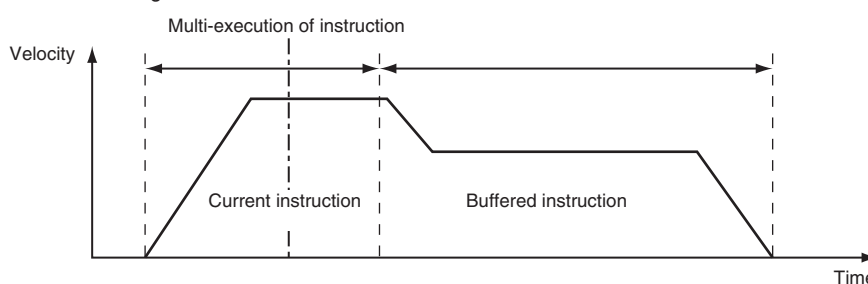 Multi-execution of instruction
Velocity
Current instruction
Buffered instruction
Time